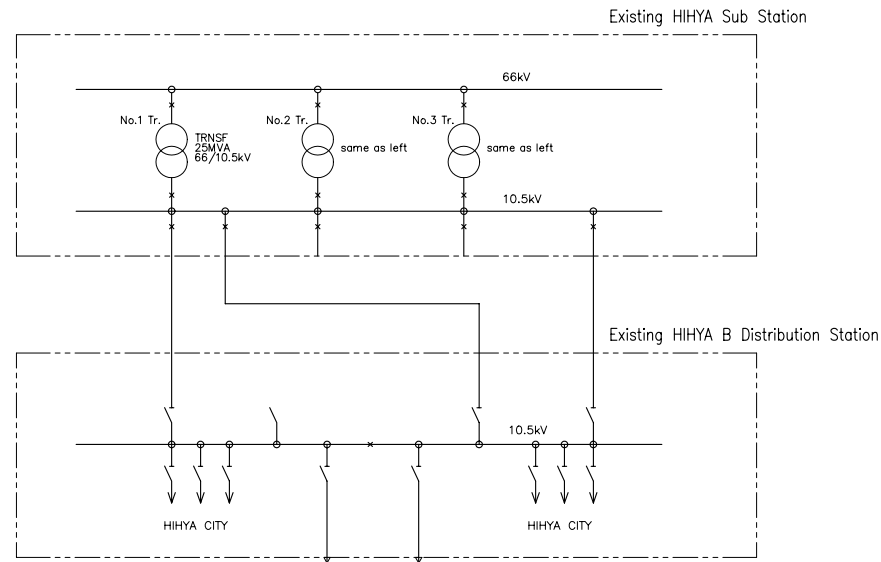 Existing HIHYA Sub Station
66kV
No.1 Tr.
TRNSF
25MVA
66/10.5kV
No.2 Tr.
same as left
No.3 Tr.
same as left
10.5kV
Existing HIHYA B Distribution Station
10.5kV
HIHYA CITY
HIHYA CITY